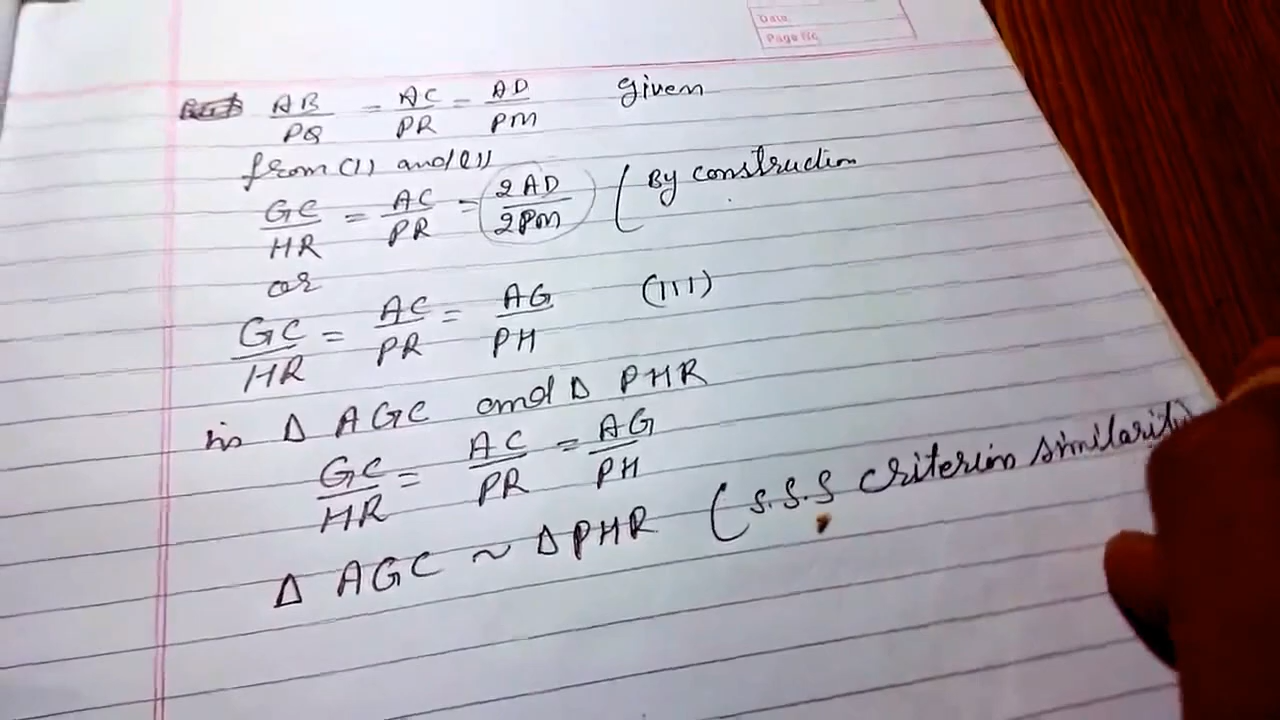 Date
Page No
AB/PQ = AC/PR = AD/PM given
from (I) and (II)
GC/HR = AC/PR = 2AD/2PM (By construction
or
GC/HR = AC/PR = AG/PH (III)
in Δ AGC and Δ PHR
GC/HR = AC/PR = AG/PH
Δ AGC ~ Δ PHR (S.S.S criterion similarity)